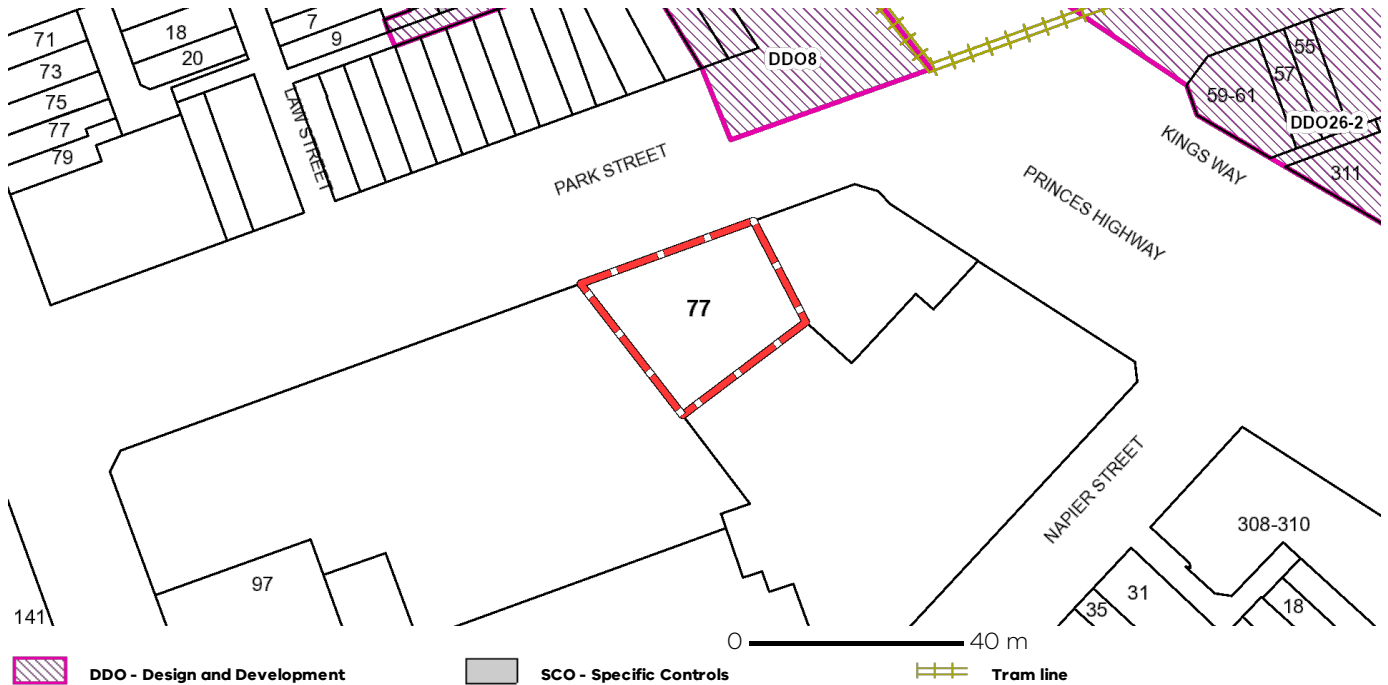 71
73
75
77
79
18
20
7
9
LAW STREET
PARK STREET
DDO8
55
57
59-61
DDO26-2
311
KINGS WAY
PRINCES HIGHWAY
77
NAPIER STREET
308-310
97
141
35
31
18
0 40 m
DDO - Design and Development SCO - Specific Controls Tram line